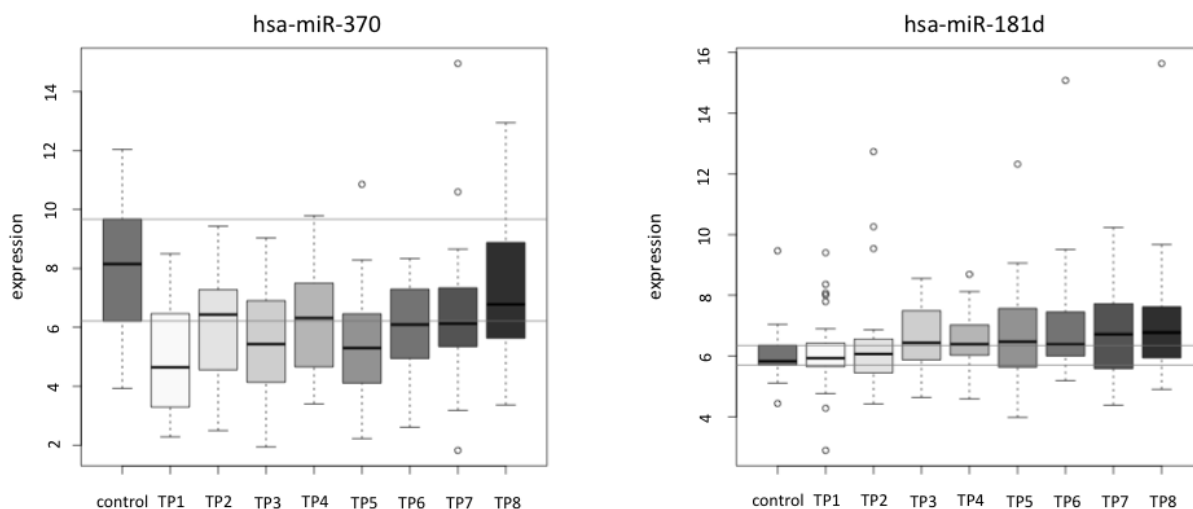 hsa-miR-370
expression
14
12
10
8
6
4
2
control TP1 TP2 TP3 TP4 TP5 TP6 TP7 TP8
hsa-miR-181d
expression
16
14
12
10
8
6
4
control TP1 TP2 TP3 TP4 TP5 TP6 TP7 TP8